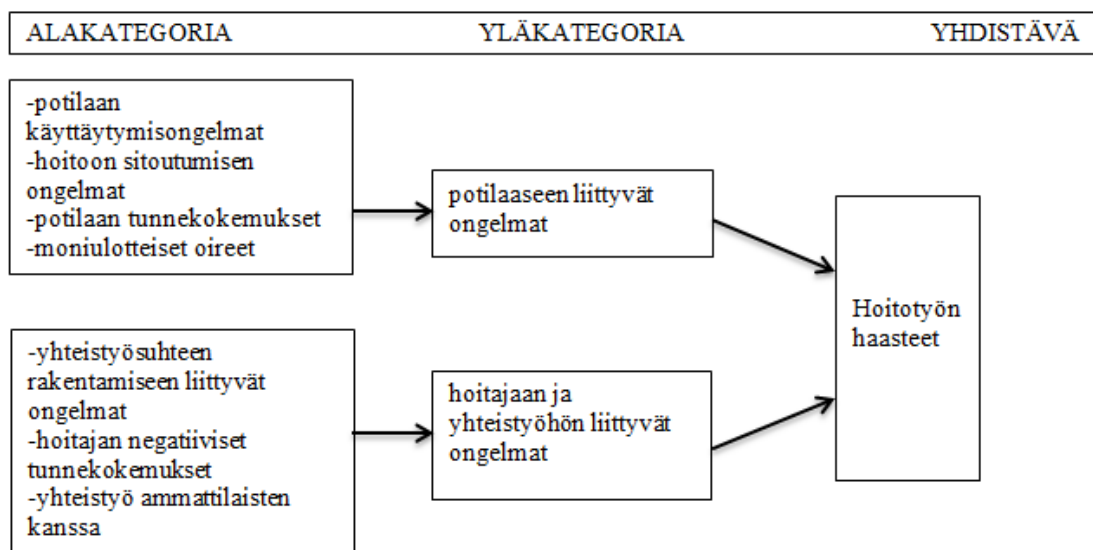 ALAKATEGORIA YLÄKATEGORIA YHDISTÄVÄ
-potilaan
käyttäytymisongelmat
-hoitoon sitoutumisen
ongelmat
-potilaan tunnekokemukset
-moniulotteiset oireet
potilaaseen liittyvät
ongelmat
-yhteistyösuhteen
rakentamiseen liittyvät
ongelmat
-hoitajan negatiiviset
tunnekokemukset
-yhteistyö ammattilaisten
kanssa
hoitajaan ja
yhteistyöhön liittyvät
ongelmat
Hoitotyön
haasteet